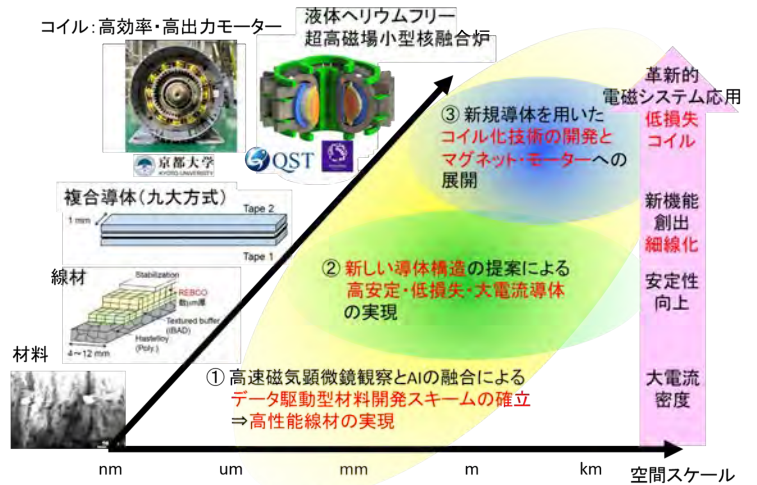 コイル：高効率・高出力モーター
液体ヘリウムフリー
超高磁場小型核融合炉
京都大学
KYOTO UNIVERSITY
QST
複合導体（九大方式）
Tape 2
1 mm
Tape 1
線材
Stabilization
REBCO
数μm厚
Textured buffer
(IBAD)
Hastelloy
(Poly.)
4～12 mm
材料
① 高速磁気顕微鏡観察とAIの融合による
データ駆動型材料開発スキームの確立
⇒高性能線材の実現
② 新しい導体構造の提案による
高安定・低損失・大電流導体
の実現
③ 新規導体を用いた
コイル化技術の開発と
マグネット・モーターへの
展開
革新的
電磁システム応用
低損失
コイル
新機能
創出
細線化
安定性
向上
大電流
密度
nm
um
mm
m
km
空間スケール